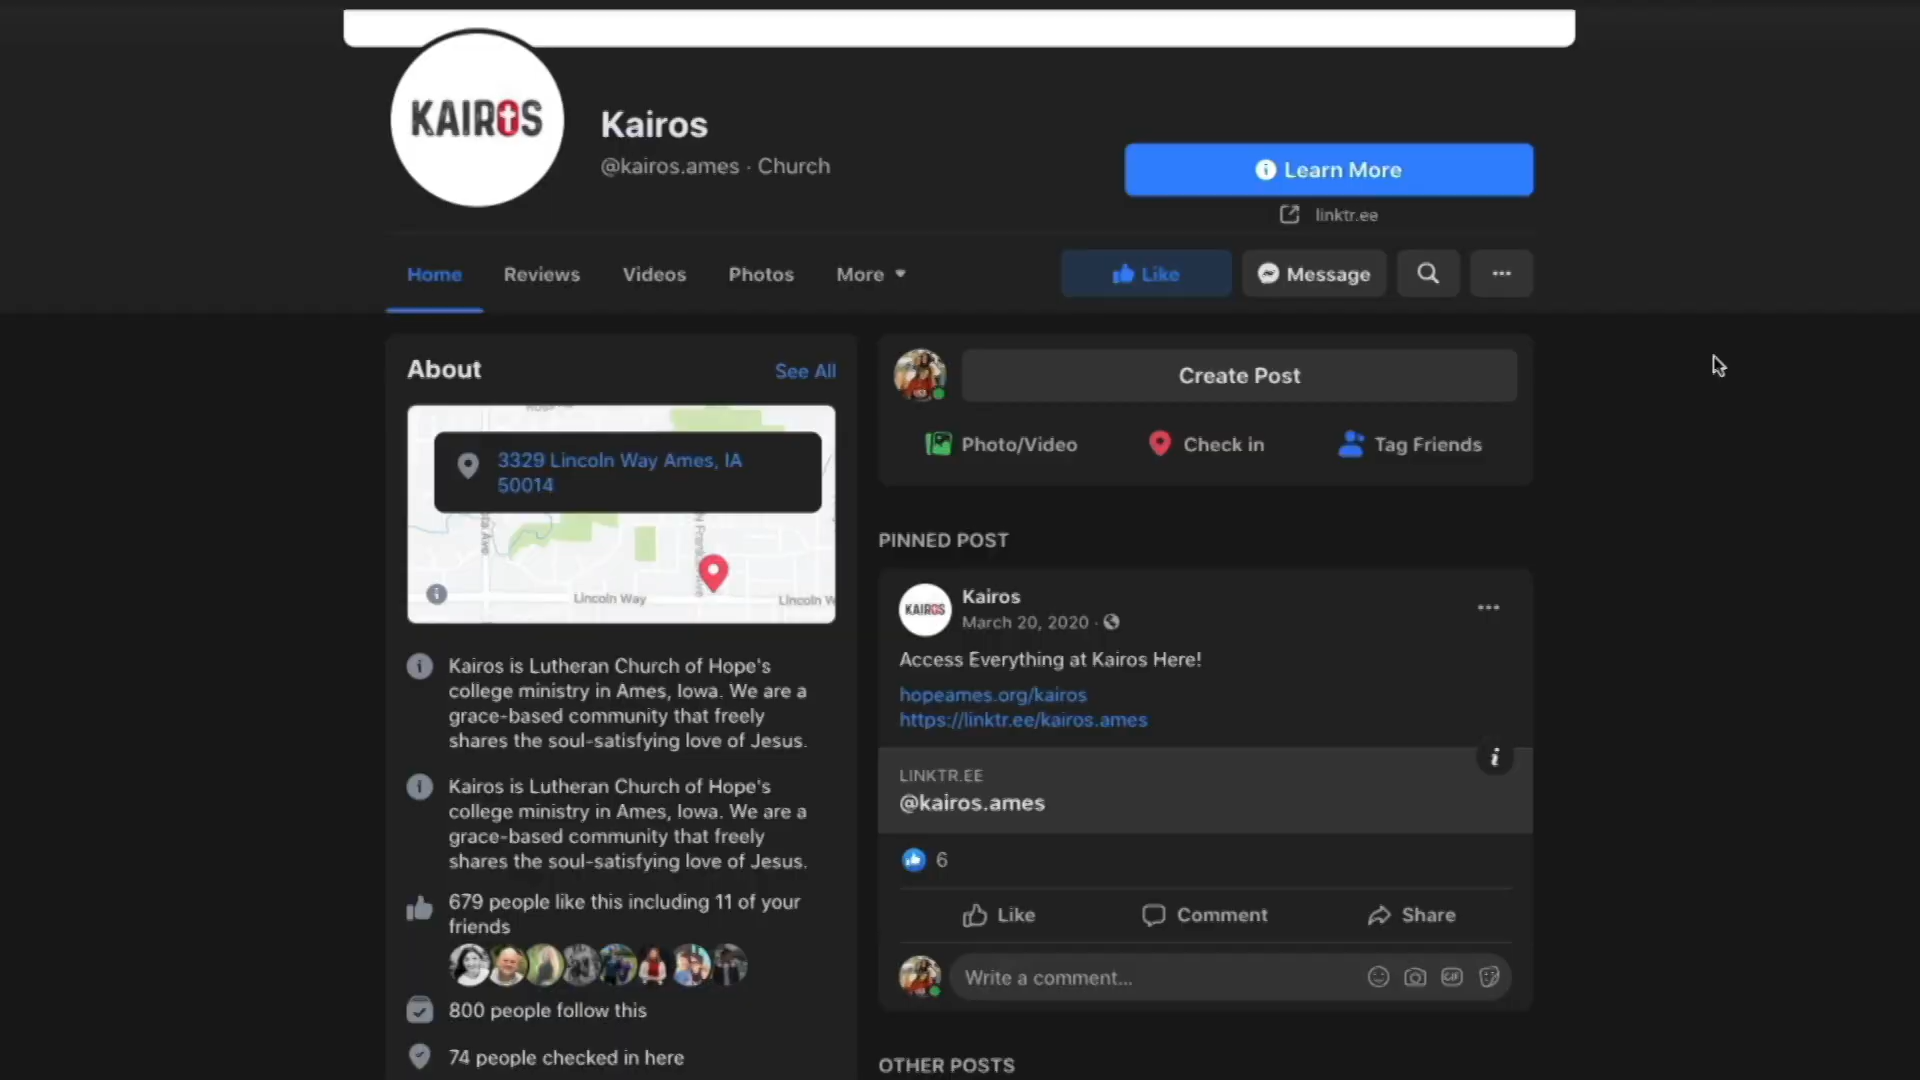 KAIROS
Kairos
@kairos.ames · Church
Learn More
linktr.ee
Home
Reviews
Videos
Photos
More
Like
Message
About
See All
3329 Lincoln Way Ames, IA
50014
Lincoln Way
Lincoln W
Kairos is Lutheran Church of Hope's
college ministry in Ames, Iowa. We are a
grace-based community that freely
shares the soul-satisfying love of Jesus.
Kairos is Lutheran Church of Hope's
college ministry in Ames, Iowa. We are a
grace-based community that freely
shares the soul-satisfying love of Jesus.
679 people like this including 11 of your
friends
800 people follow this
74 people checked in here
Create Post
Photo/Video
Check in
Tag Friends
PINNED POST
KAIROS
Kairos
March 20, 2020 ·
Access Everything at Kairos Here!
hopeames.org/kairos
https://linktr.ee/kairos.ames
LINKTR.EE
@kairos.ames
6
Like
Comment
Share
Write a comment...
GIF
OTHER POSTS